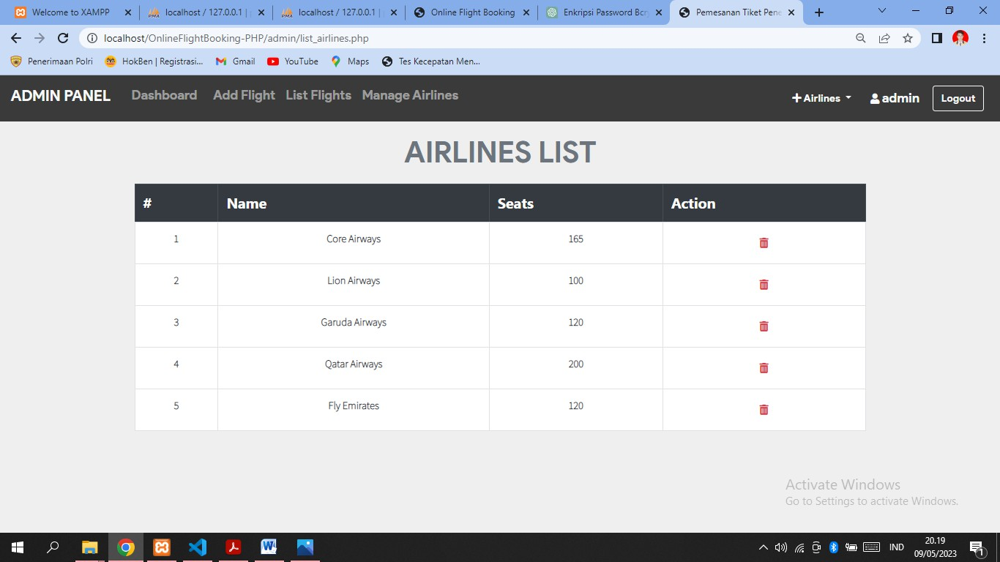 Welcome to XAMPP
localhost / 127.0.0.1 |
localhost / 127.0.0.1 |
Online Flight Booking
Enkripsi Password Bcr
Pemesanan Tiket Pene
localhost/OnlineFlightBooking-PHP/admin/list_airlines.php
Penerimaan Polri
HokBen | Registrasi...
Gmail
YouTube
Maps
Tes Kecepatan Men...
ADMIN PANEL Dashboard Add Flight List Flights Manage Airlines Airlines admin Logout
AIRLINES LIST
# Name Seats Action
1 Core Airways 165
2 Lion Airways 100
3 Garuda Airways 120
4 Qatar Airways 200
5 Fly Emirates 120
Activate Windows
Go to Settings to activate Windows.
IND
20.19
09/05/2023
1